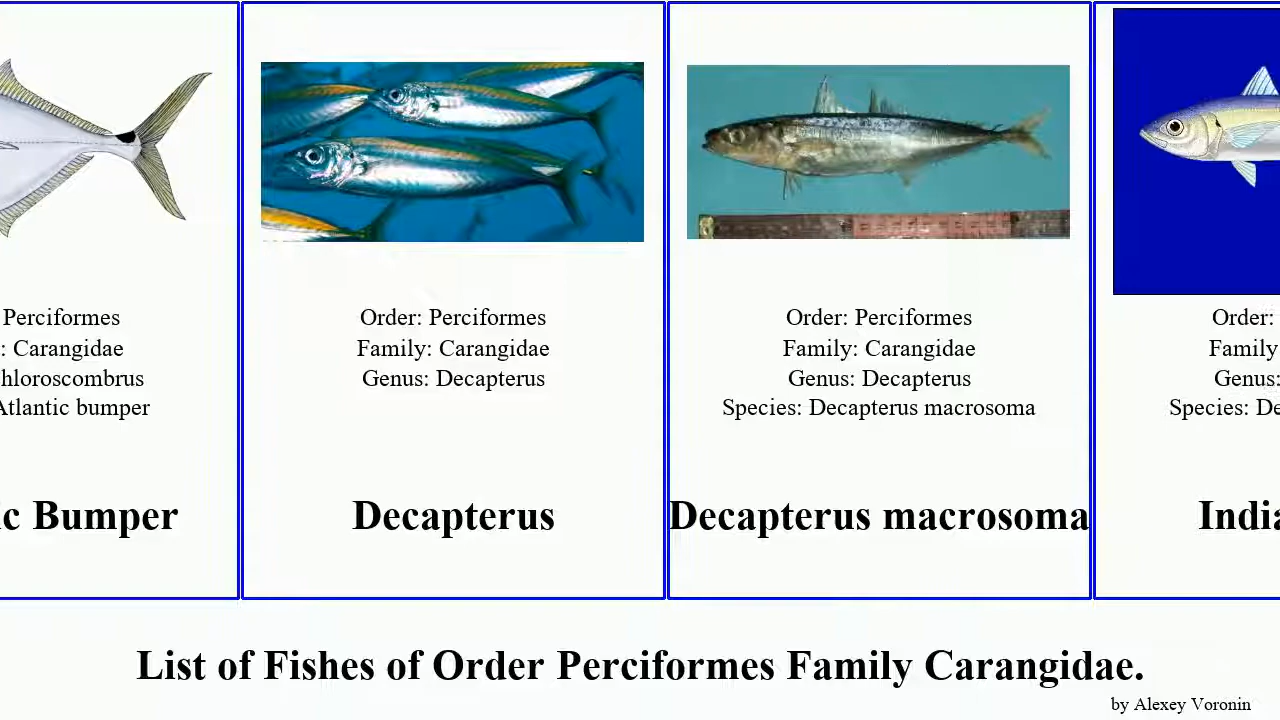 Perciformes
: Carangidae
hloroscombrus
Atlantic bumper
ic Bumper
Order: Perciformes
Family: Carangidae
Genus: Decapterus
Decapterus
Order: Perciformes
Family: Carangidae
Genus: Decapterus
Species: Decapterus macrosoma
Decapterus macrosoma
Order:
Family
Genus:
Species: De
India
List of Fishes of Order Perciformes Family Carangidae.
by Alexey Voronin